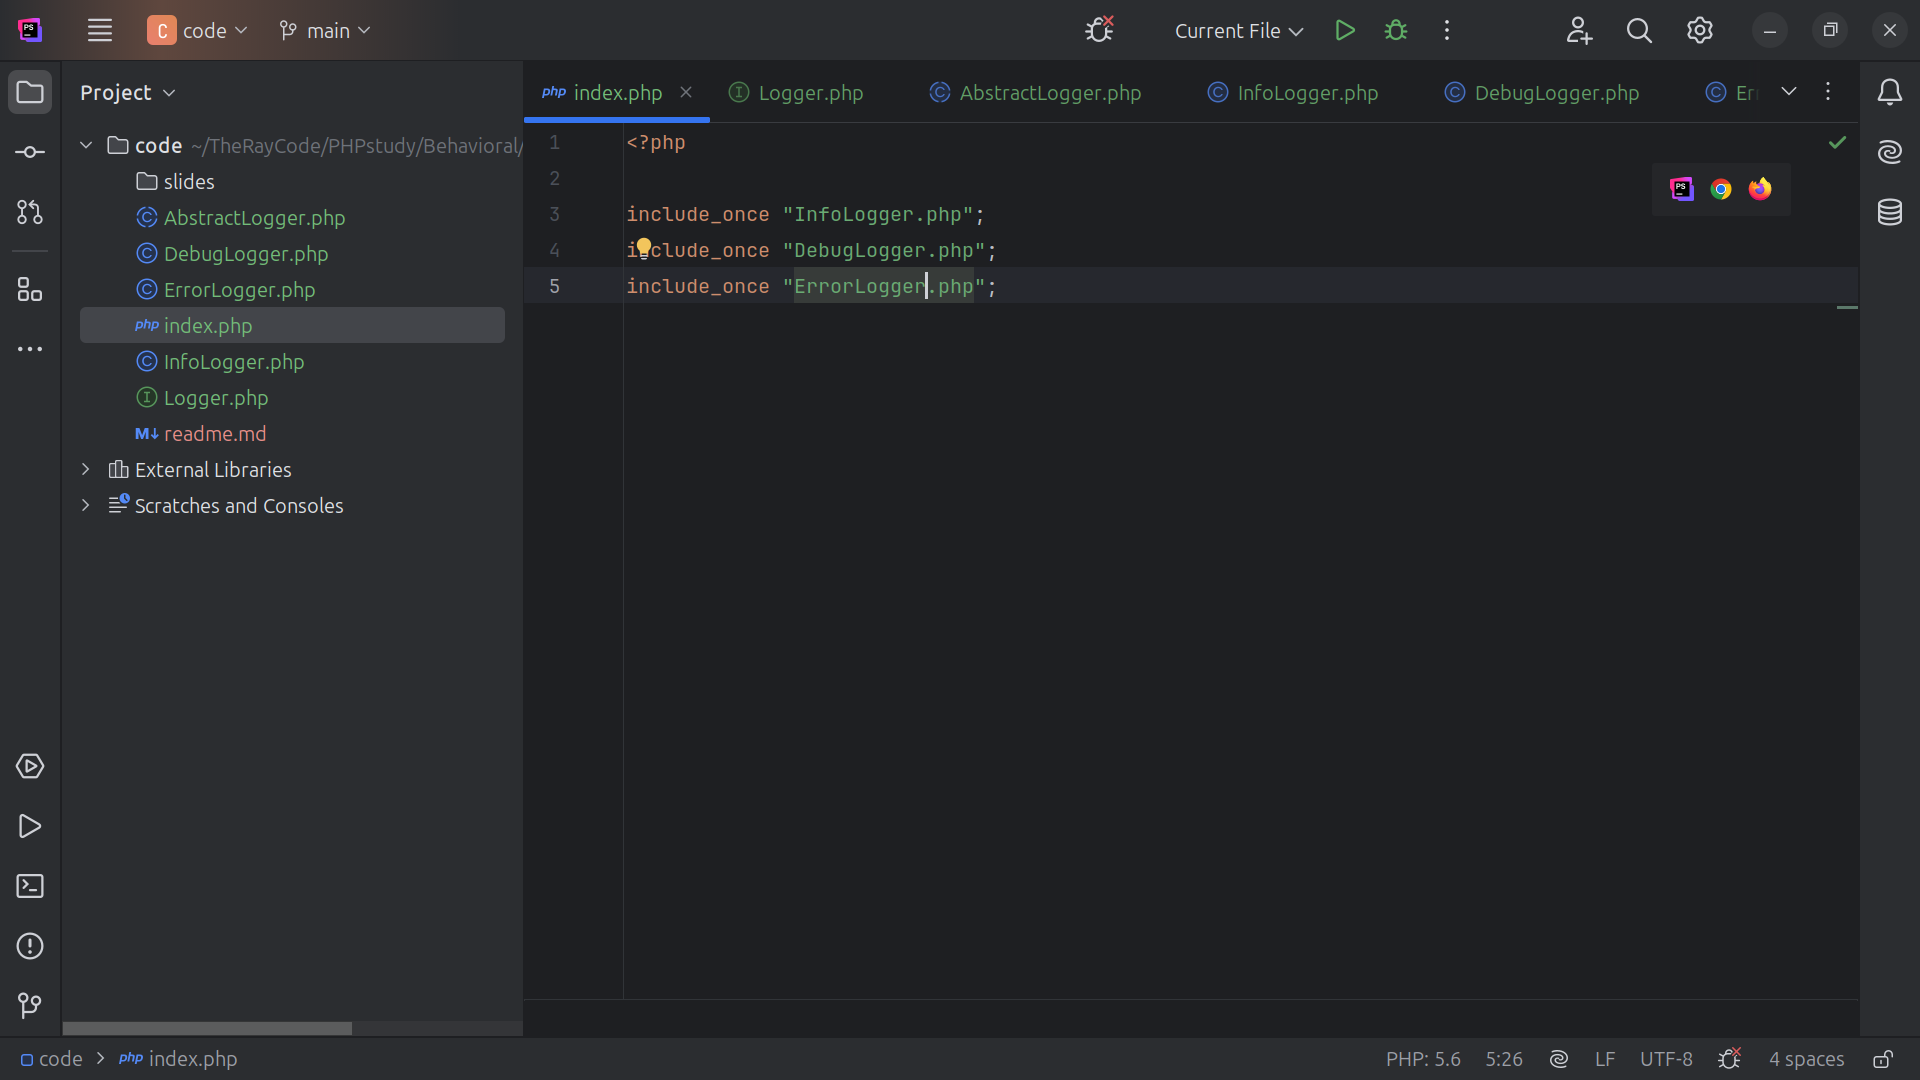 C code main Current File
Project
code ~/TheRayCode/PHPstudy/Behavioral/
slides
AbstractLogger.php
DebugLogger.php
ErrorLogger.php
php index.php
InfoLogger.php
Logger.php
M↓ readme.md
External Libraries
Scratches and Consoles
php index.php Logger.php AbstractLogger.php InfoLogger.php DebugLogger.php Er
1 <?php
2
3 include_once "InfoLogger.php";
4 include_once "DebugLogger.php";
5 include_once "ErrorLogger.php";
code > php index.php PHP: 5.6 5:26 LF UTF-8 4 spaces